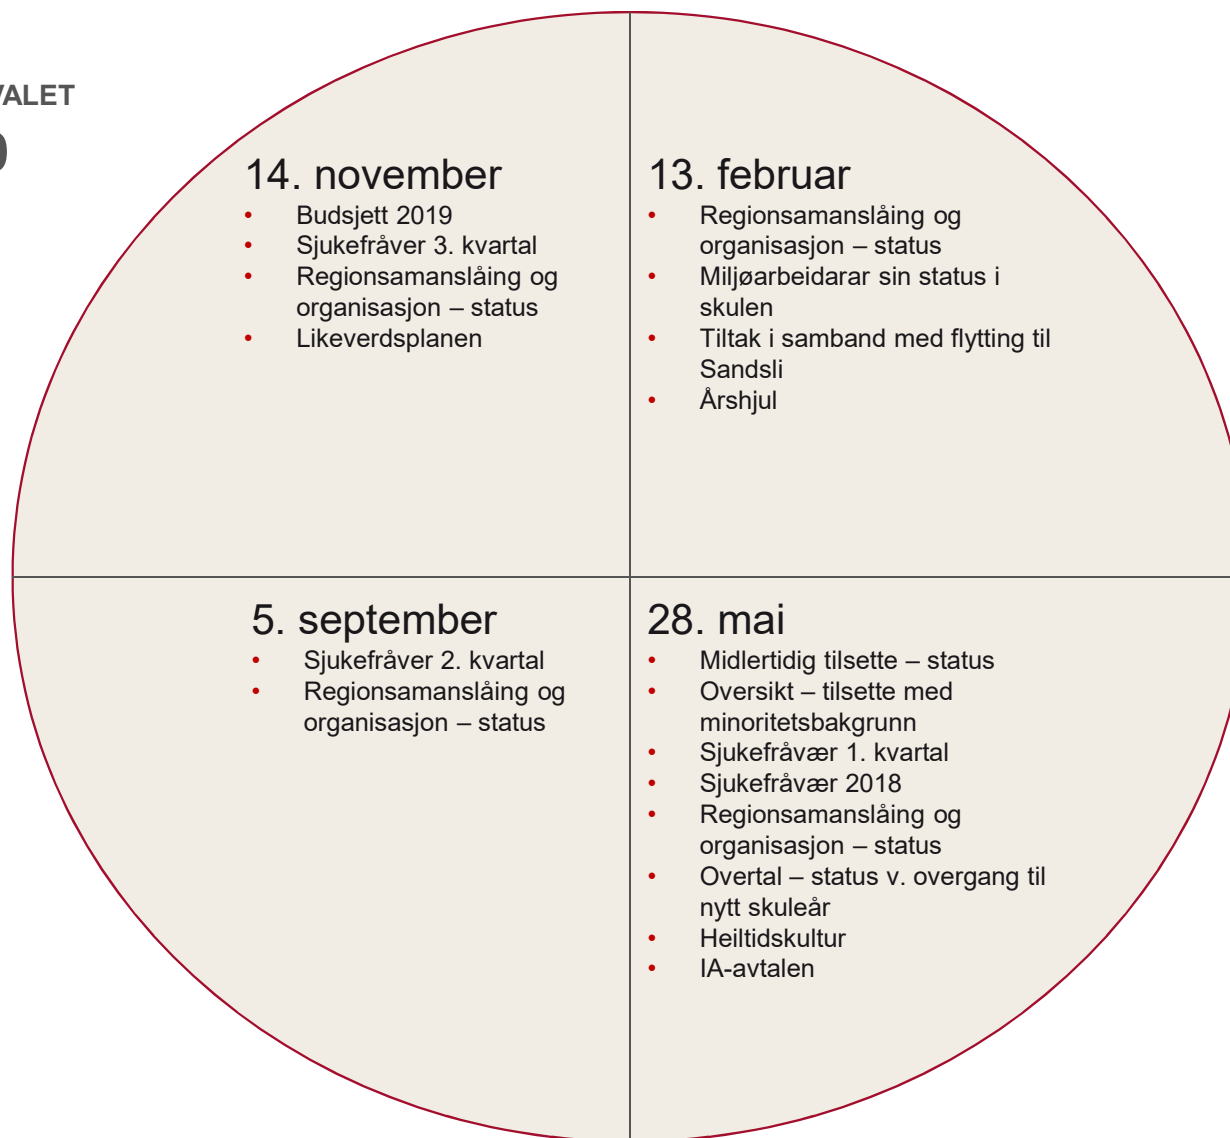 14. november
• Budsjett 2019
• Sjukefråver 3. kvartal
• Regionsamanslåing og
organisasjon – status
• Likeverdsplanen
13. februar
• Regionsamanslåing og
organisasjon – status
• Miljøarbeidarar sin status i
skulen
• Tiltak i samband med flytting til
Sandsli
• Årshjul
5. september
• Sjukefråver 2. kvartal
• Regionsamanslåing og
organisasjon – status
28. mai
• Midlertidig tilsette – status
• Oversikt – tilsette med
minoritetsbakgrunn
• Sjukefråvær 1. kvartal
• Sjukefråvær 2018
• Regionsamanslåing og
organisasjon – status
• Overtal – status v. overgang til
nytt skuleår
• Heiltidskultur
• IA-avtalen